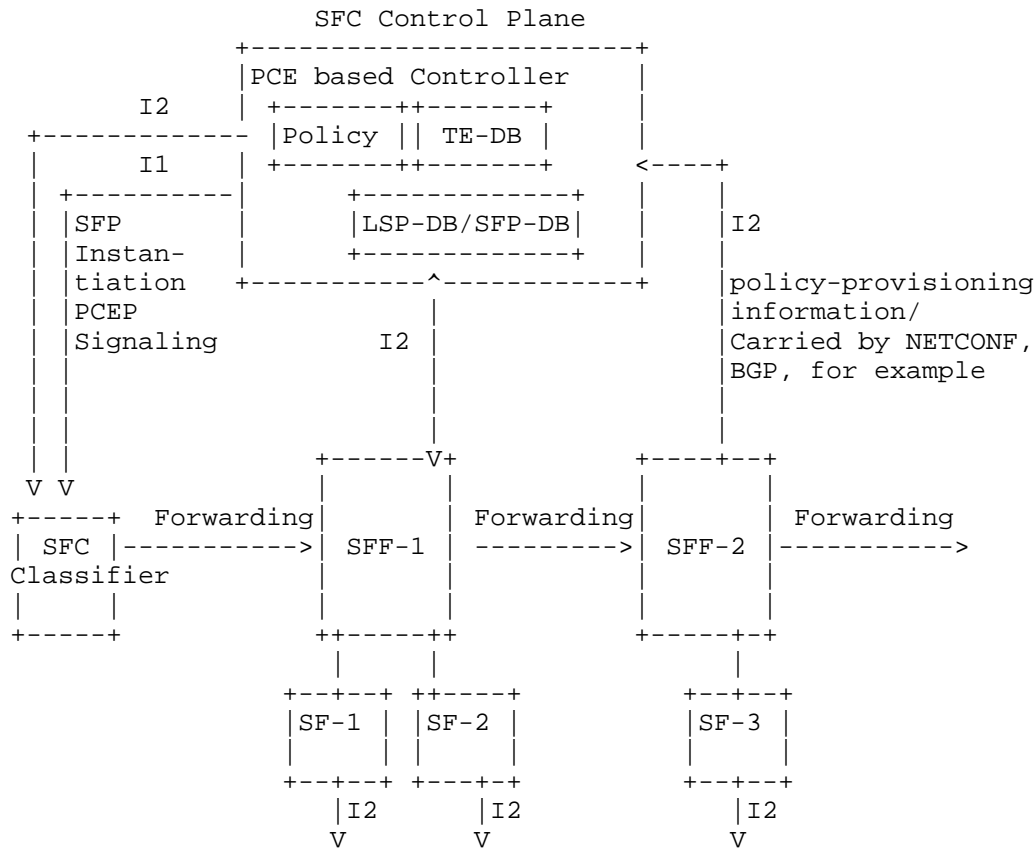 SFC Control Plane
PCE based Controller
I2
Policy TE-DB
I1
SFP LSP-DB/SFP-DB I2
Instan-
tiation policy-provisioning
PCEP information/
Signaling I2 Carried by NETCONF,
BGP, for example
V
V V
Forwarding Forwarding Forwarding
SFC SFF-1 SFF-2
Classifier
SF-1 SF-2 SF-3
I2 I2 I2
V V V